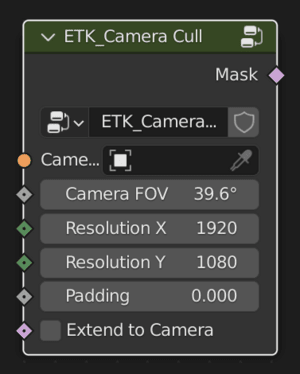 ETK_Camera Cull
Mask
ETK_Camera...
Came...
Camera FOV 39.6°
Resolution X 1920
Resolution Y 1080
Padding 0.000
Extend to Camera